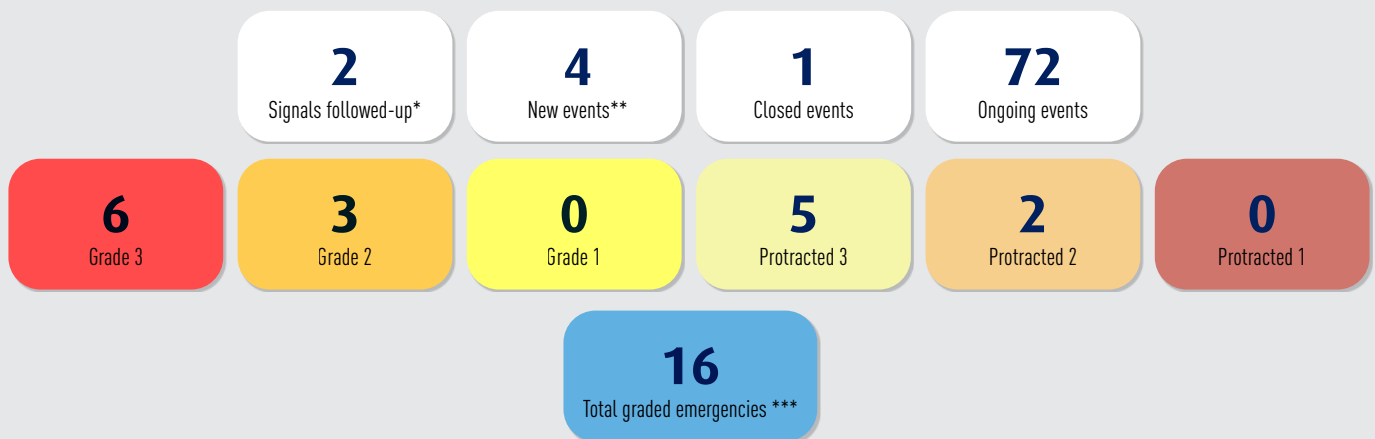 2
Signals followed-up*
4
New events**
1
Closed events
72
Ongoing events
6
Grade 3
3
Grade 2
0
Grade 1
5
Protracted 3
2
Protracted 2
0
Protracted 1
16
Total graded emergencies ***